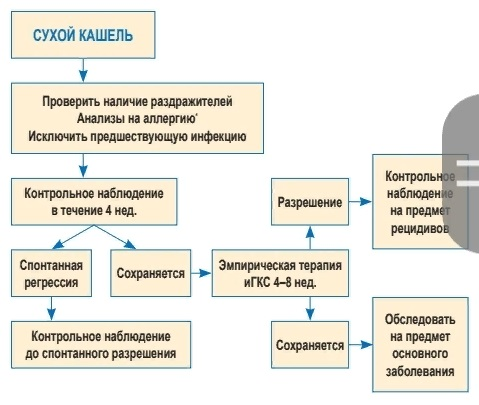 СУХОЙ КАШЕЛЬ
Проверить наличие раздражителей
Анализы на аллергию*
Исключить предшествующую инфекцию
Контрольное наблюдение
в течение 4 нед.
Спонтанная
регрессия
Сохраняется
Контрольное наблюдение
до спонтанного разрешения
Эмпирическая терапия
иГКС 4–8 нед.
Разрешение
Контрольное
наблюдение
на предмет
рецидивов
Сохраняется
Обследовать
на предмет
основного
заболевания